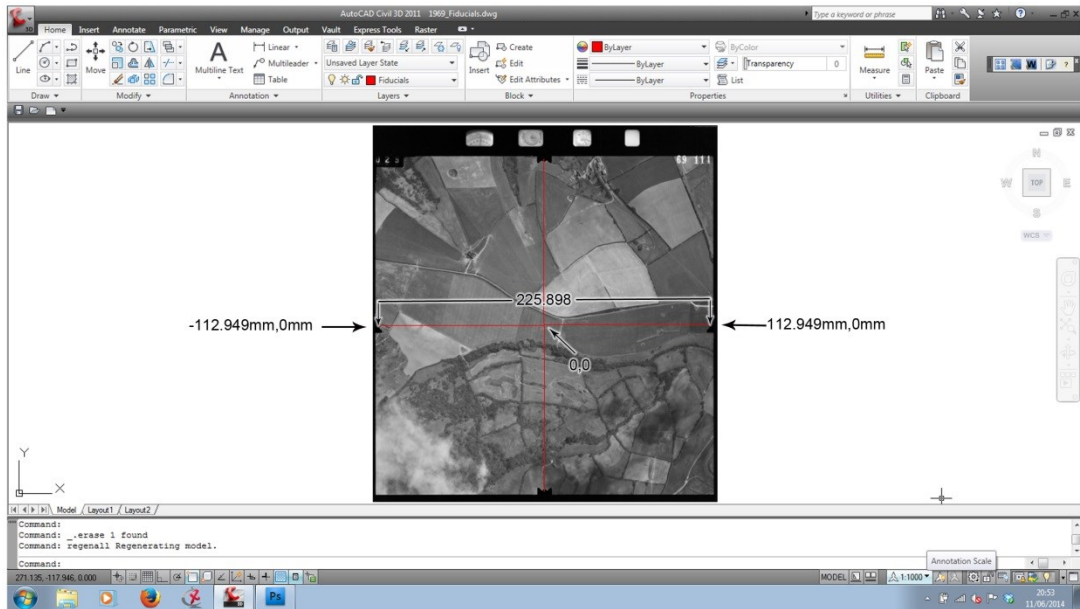 AutoCAD Civil 3D 2011 1969_Fiducials.dwg
Type a keyword or phrase
Home Insert Annotate Parametric View Manage Output Vault Express Tools Raster
Line
Move
Multiline Text
Linear
Multileader
Table
Unsaved Layer State
Fiducials
Insert
Create
Edit
Edit Attributes
ByLayer
ByLayer
ByLayer
ByColor
Transparency 0
List
Measure
Paste
Draw Modify Annotation Layers Block Properties Utilities Clipboard
N
W TOP E
S
WCS
225.898
-112.949mm,0mm
112.949mm,0mm
0,0
Y
X
Model Layout1 Layout2
Command:
Command: _.erase 1 found
Command: regenall Regenerating model.
Command:
Annotation Scale
271.135, -117.946, 0.000
MODEL
1:1000
Ps
20:53
11/06/2014